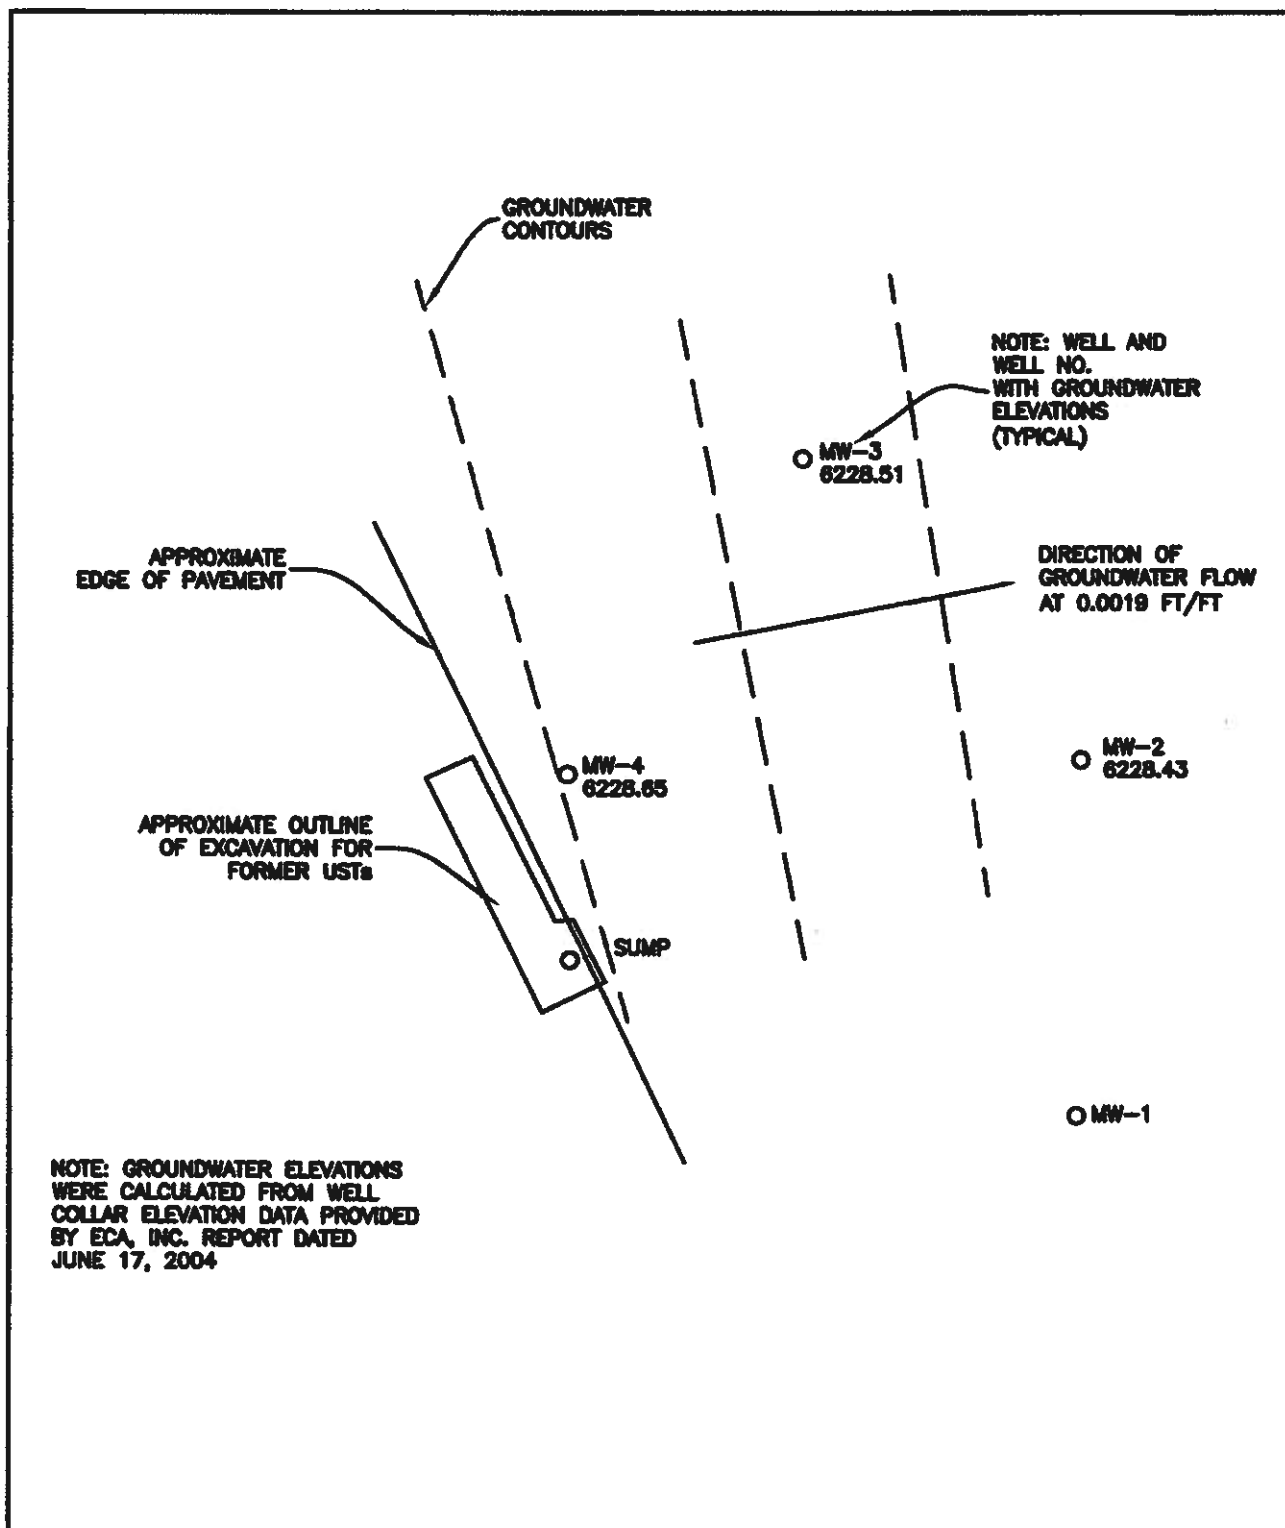 GROUNDWATER
CONTOURS
NOTE: WELL AND
WELL NO.
WITH GROUNDWATER
ELEVATIONS
(TYPICAL)
MW-3
6228.51
APPROXIMATE
EDGE OF PAVEMENT
DIRECTION OF
GROUNDWATER FLOW
AT 0.0019 FT/FT
MW-4
6228.65
MW-2
6228.43
APPROXIMATE OUTLINE
OF EXCAVATION FOR
FORMER USTs
SUMP
MW-1
NOTE: GROUNDWATER ELEVATIONS
WERE CALCULATED FROM WELL
COLLAR ELEVATION DATA PROVIDED
BY ECA, INC. REPORT DATED
JUNE 17, 2004